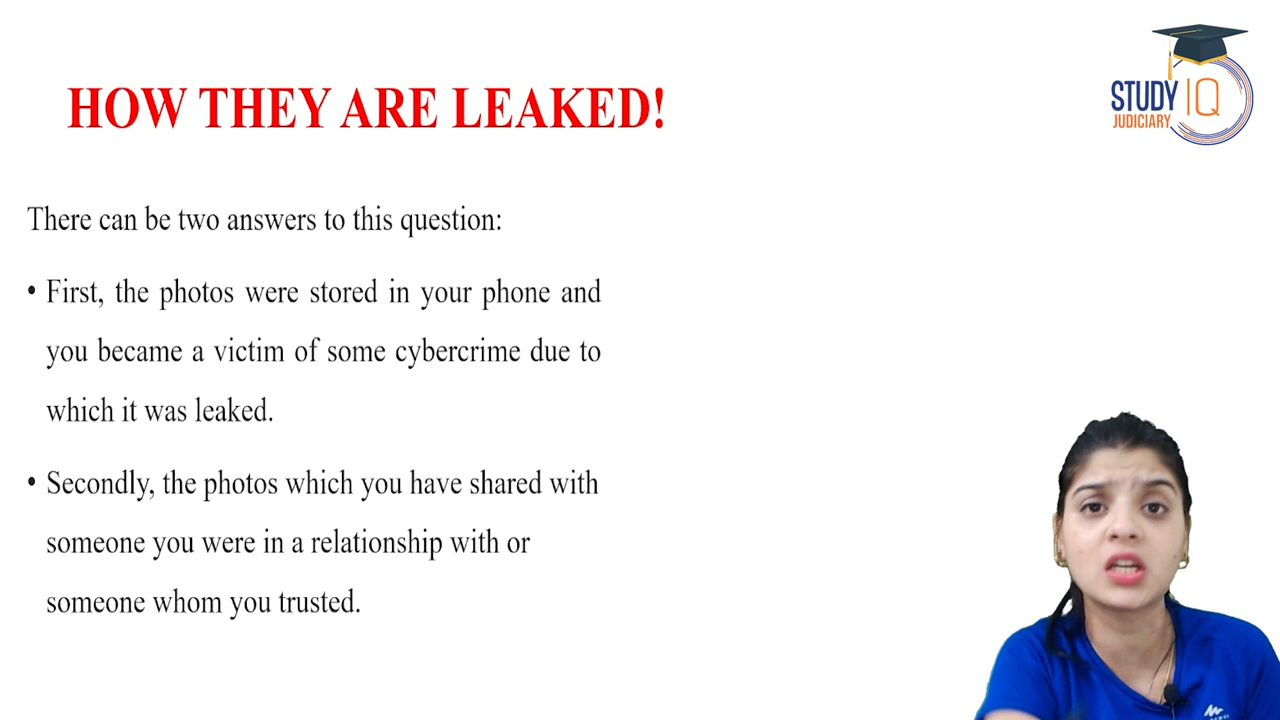 HOW THEY ARE LEAKED!
STUDY IQ
JUDICIARY
There can be two answers to this question:
• First, the photos were stored in your phone and
you became a victim of some cybercrime due to
which it was leaked.
• Secondly, the photos which you have shared with
someone you were in a relationship with or
someone whom you trusted.